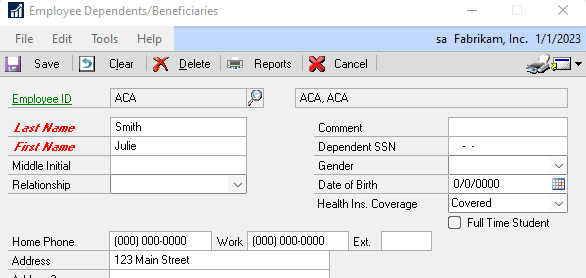 Employee Dependents/Beneficiaries
File Edit Tools Help sa Fabrikam, Inc. 1/1/2023
Save Clear Delete Reports Cancel
Employee ID ACA ACA, ACA
Last Name Smith Comment
First Name Julie Dependent SSN - -
Middle Initial Gender
Relationship Date of Birth 0/0/0000
Health Ins. Coverage Covered
Full Time Student
Home Phone (000) 000-0000 Work (000) 000-0000 Ext.
Address 123 Main Street